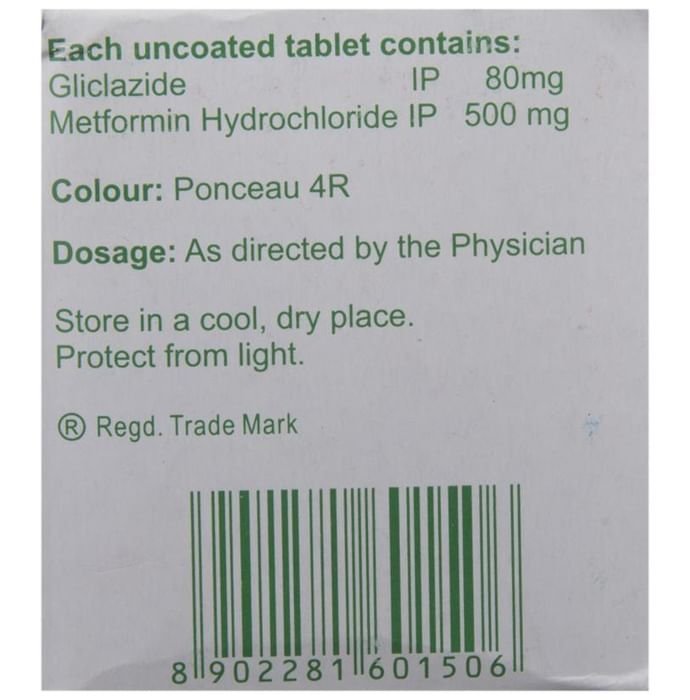 Each uncoated tablet contains:
Gliclazide IP 80mg
Metformin Hydrochloride IP 500 mg
Colour: Ponceau 4R
Dosage: As directed by the Physician
Store in a cool, dry place.
Protect from light.
® Regd. Trade Mark
8 902281 601506